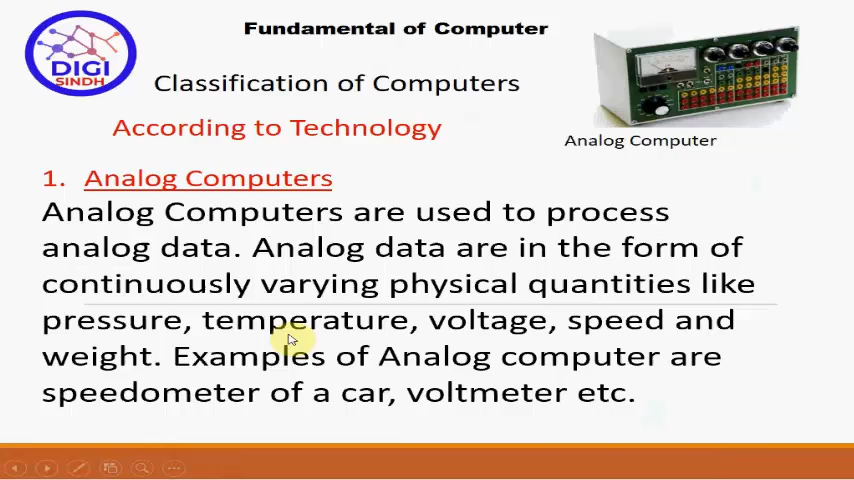 Fundamental of Computer
DIGI
SINDH
Classification of Computers
According to Technology
Analog Computer
1. Analog Computers
Analog Computers are used to process
analog data. Analog data are in the form of
continuously varying physical quantities like
pressure, temperature, voltage, speed and
weight. Examples of Analog computer are
speedometer of a car, voltmeter etc.